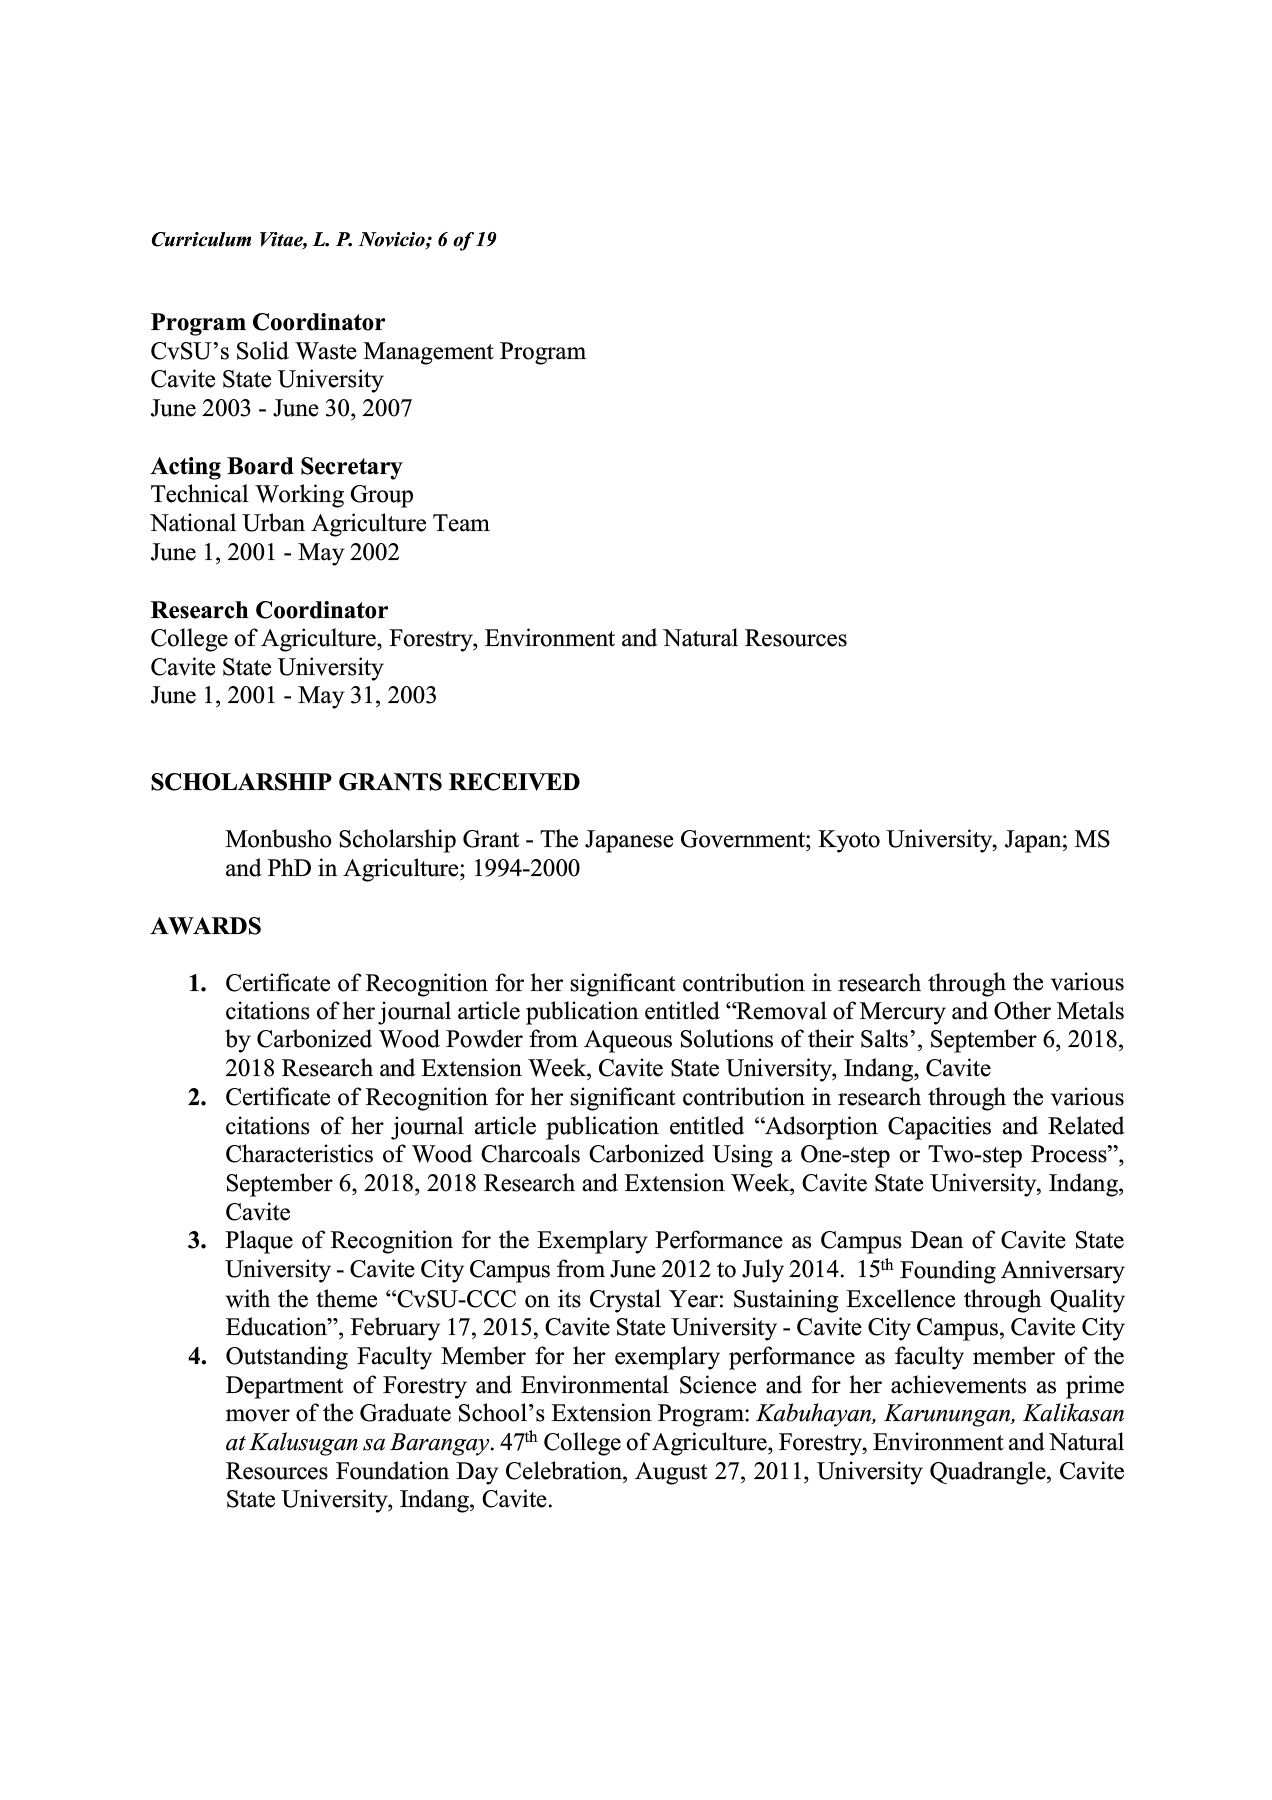 Curriculum Vitae, L. P. Novicio; 6 of 19
Program Coordinator
CvSU’s Solid Waste Management Program
Cavite State University
June 2003 - June 30, 2007
Acting Board Secretary
Technical Working Group
National Urban Agriculture Team
June 1, 2001 - May 2002
Research Coordinator
College of Agriculture, Forestry, Environment and Natural Resources
Cavite State University
June 1, 2001 - May 31, 2003
SCHOLARSHIP GRANTS RECEIVED
Monbusho Scholarship Grant - The Japanese Government; Kyoto University, Japan; MS
and PhD in Agriculture; 1994-2000
AWARDS
1. Certificate of Recognition for her significant contribution in research through the various
citations of her journal article publication entitled “Removal of Mercury and Other Metals
by Carbonized Wood Powder from Aqueous Solutions of their Salts’, September 6, 2018,
2018 Research and Extension Week, Cavite State University, Indang, Cavite
2. Certificate of Recognition for her significant contribution in research through the various
citations of her journal article publication entitled “Adsorption Capacities and Related
Characteristics of Wood Charcoals Carbonized Using a One-step or Two-step Process”,
September 6, 2018, 2018 Research and Extension Week, Cavite State University, Indang,
Cavite
3. Plaque of Recognition for the Exemplary Performance as Campus Dean of Cavite State
University - Cavite City Campus from June 2012 to July 2014. 15th Founding Anniversary
with the theme “CvSU-CCC on its Crystal Year: Sustaining Excellence through Quality
Education”, February 17, 2015, Cavite State University - Cavite City Campus, Cavite City
4. Outstanding Faculty Member for her exemplary performance as faculty member of the
Department of Forestry and Environmental Science and for her achievements as prime
mover of the Graduate School’s Extension Program: Kabuhayan, Karunungan, Kalikasan
at Kalusugan sa Barangay. 47th College of Agriculture, Forestry, Environment and Natural
Resources Foundation Day Celebration, August 27, 2011, University Quadrangle, Cavite
State University, Indang, Cavite.